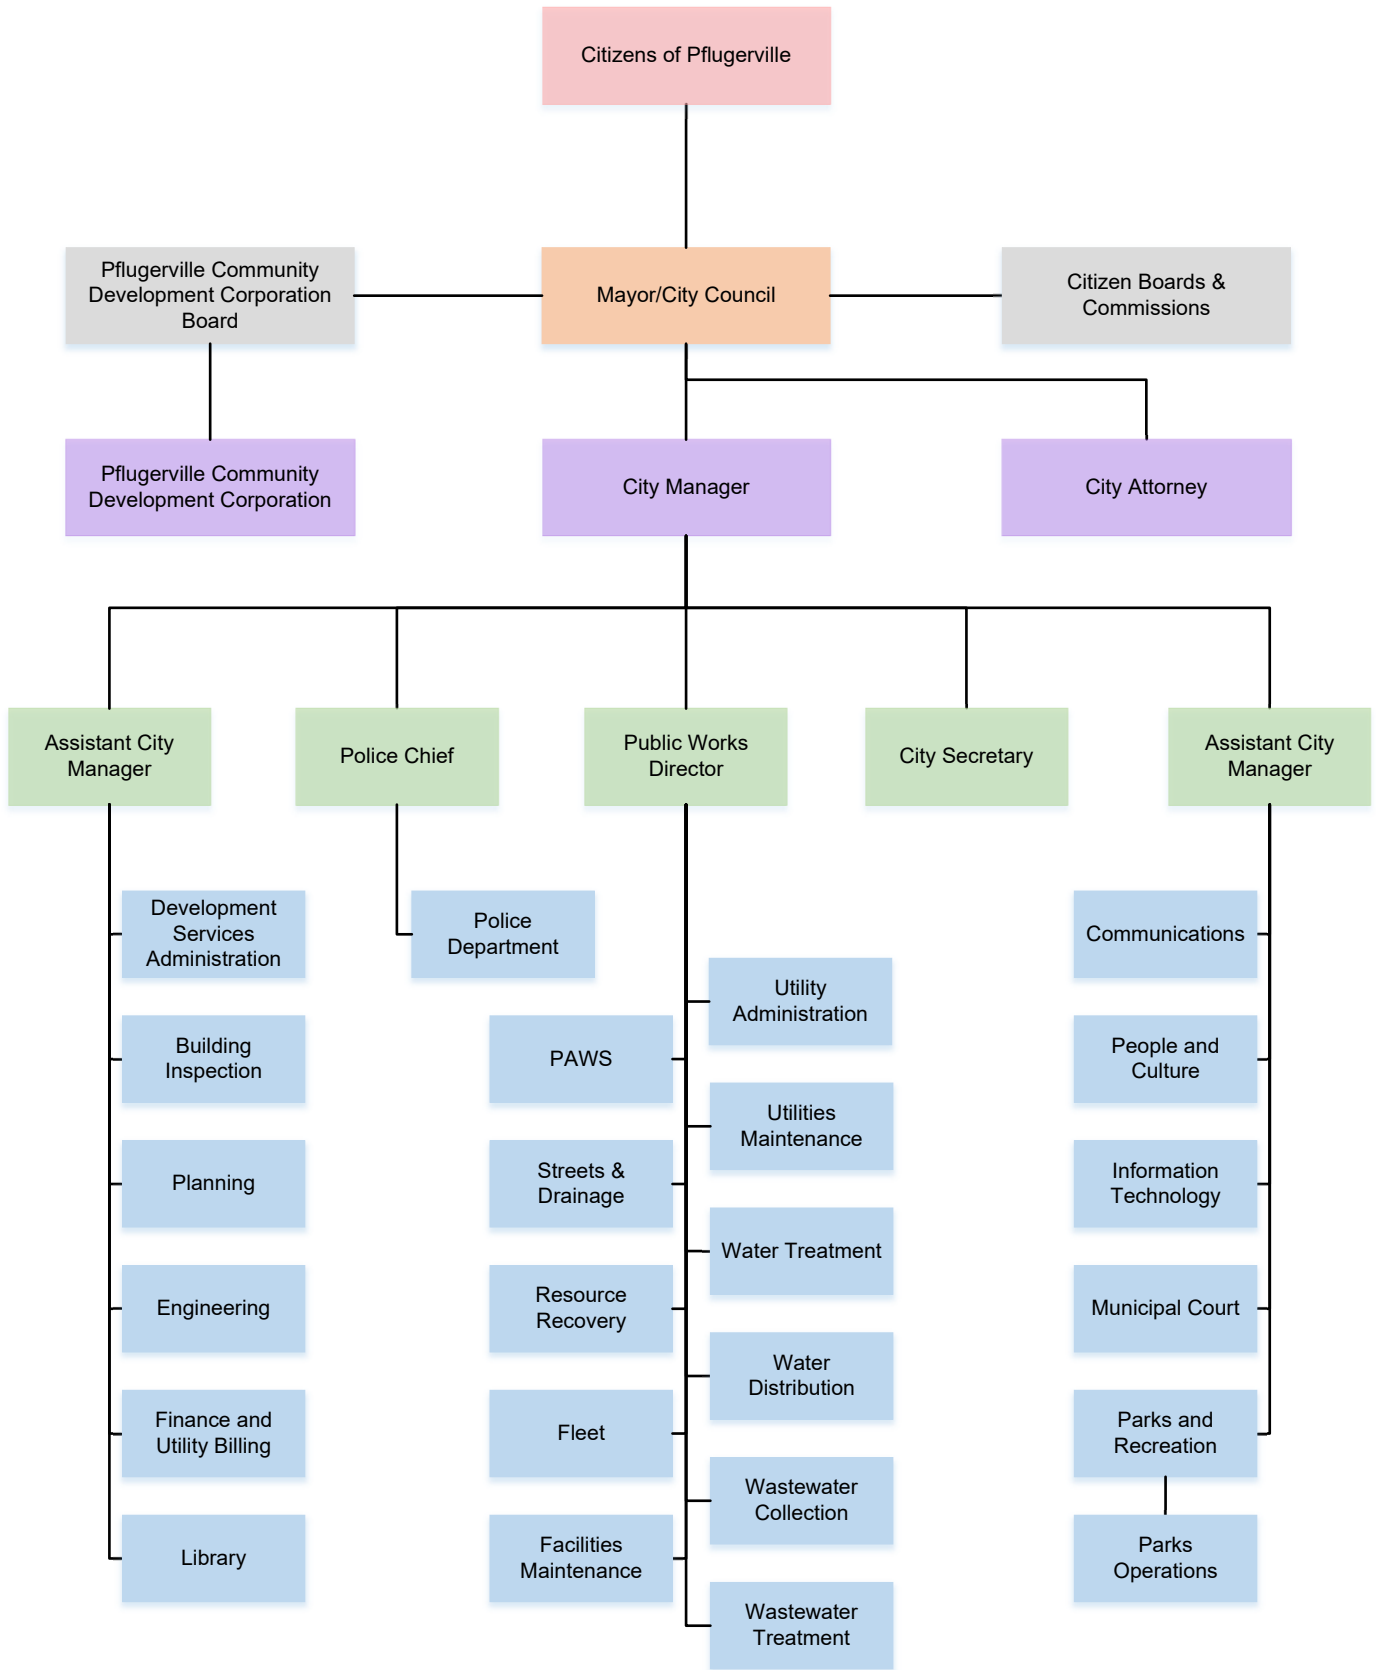 Citizens of Pflugerville
Pflugerville Community
Development Corporation
Board
Mayor/City Council
Citizen Boards &
Commissions
Pflugerville Community
Development Corporation
City Manager
City Attorney
Assistant City
Manager
Police Chief
Public Works
Director
City Secretary
Assistant City
Manager
Development
Services
Administration
Building
Inspection
Planning
Engineering
Finance and
Utility Billing
Library
Police
Department
PAWS
Streets &
Drainage
Resource
Recovery
Fleet
Facilities
Maintenance
Utility
Administration
Utilities
Maintenance
Water Treatment
Water
Distribution
Wastewater
Collection
Wastewater
Treatment
Communications
People and
Culture
Information
Technology
Municipal Court
Parks and
Recreation
Parks
Operations